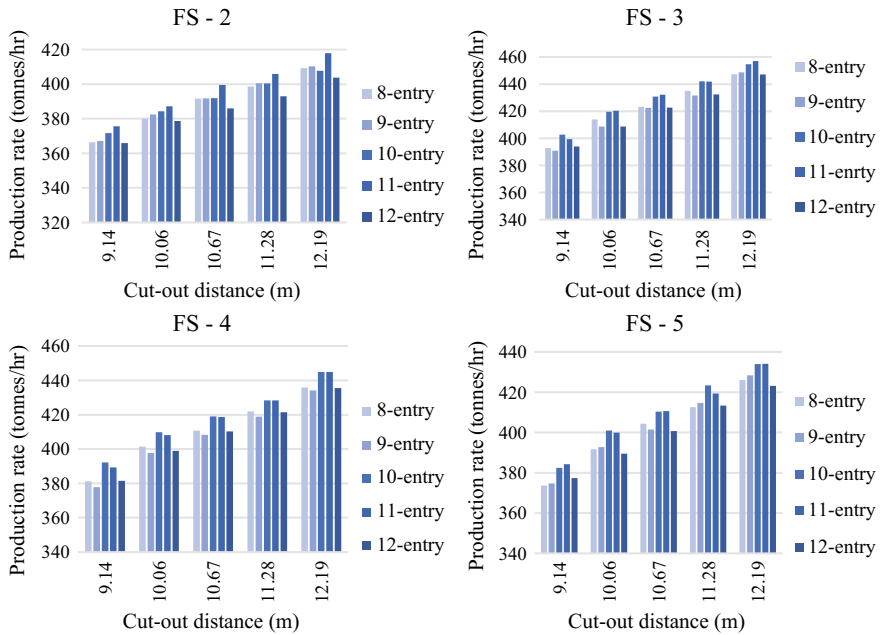 FS - 2
Production rate (tonnes/hr)
420
400
380
360
340
320
9.14
10.06
10.67
11.28
12.19
Cut-out distance (m)
8-entry
9-entry
10-entry
11-entry
12-entry
FS - 3
Production rate (tonnes/hr)
460
440
420
400
380
360
340
9.14
10.06
10.67
11.28
12.19
Cut-out distance (m)
8-entry
9-entry
10-entry
11-enrty
12-entry
FS - 4
Production rate (tonnes/hr)
460
440
420
400
380
360
340
9.14
10.06
10.67
11.28
12.19
Cut-out distance (m)
8-entry
9-entry
10-entry
11-entry
12-entry
FS - 5
Production rate (tonnes/hr)
440
420
400
380
360
340
9.14
10.06
10.67
11.28
12.19
Cut-out distance (m)
8-entry
9-entry
10-entry
11-entry
12-entry